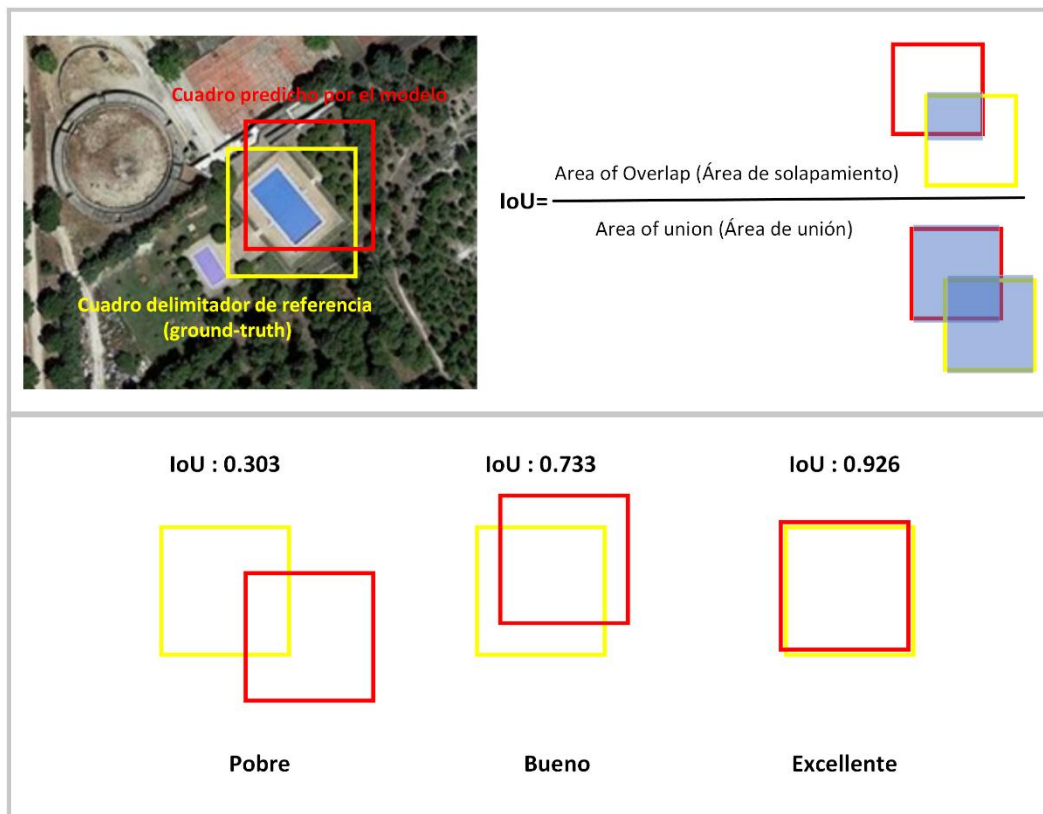 Cuadro predicho por el modelo
Cuadro delimitador de referencia
(ground-truth)
IoU=
Area of Overlap (Área de solapamiento)
Area of union (Área de unión)
IoU : 0.303
IoU : 0.733
IoU : 0.926
Pobre
Bueno
Excellente